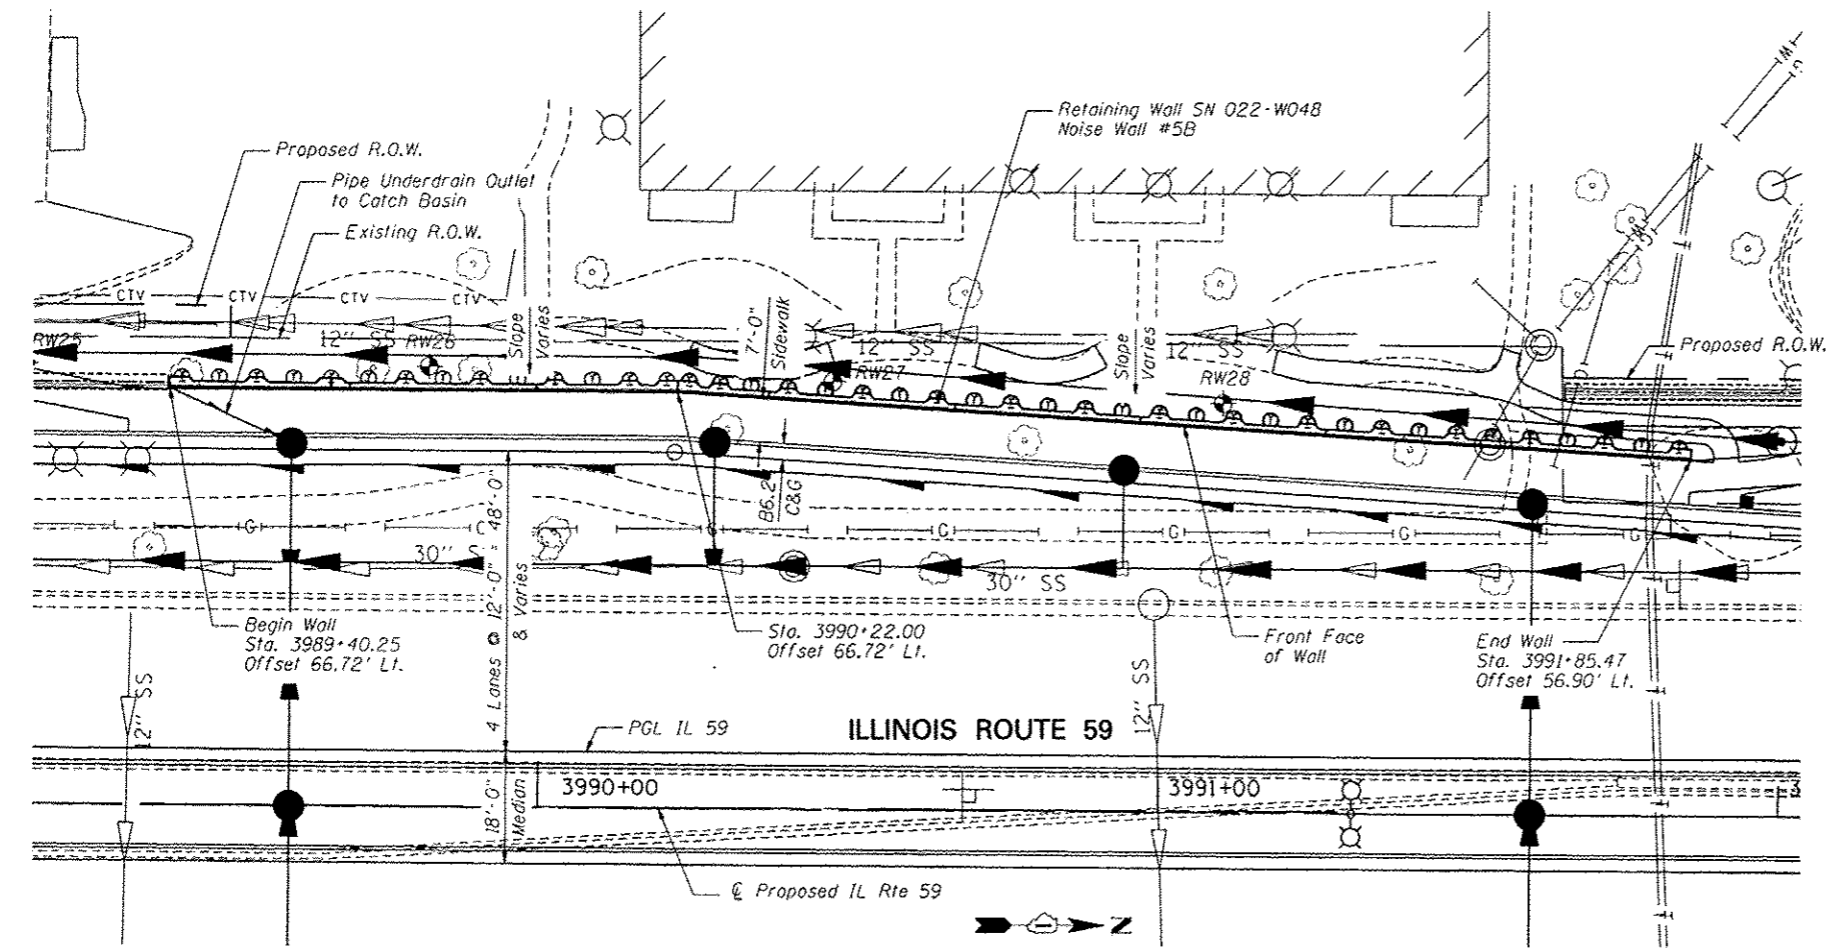 Retaining Wall SN 022-W048
Noise Wall #5B
Proposed R.O.W.
Pipe Underdrain Outlet
to Catch Basin
Existing R.O.W.
CTV CTV CTV CTV
Slope
Varies
7'-0"
Sidewalk
Slope
Varies
Proposed R.O.W.
RW25
12" SS
RW26
12" SS
RW27
12" SS
RW28
B6.24
C&G
G G G G G G
30" S
30" SS
4 Lanes @ 12'-0" = 48'-0"
& Varies
Begin Wall
Sta. 3989+40.25
Offset 66.72' Lt.
Sta. 3990+22.00
Offset 66.72' Lt.
Front Face
of Wall
End Wall
Sta. 3991+85.47
Offset 56.90' Lt.
12" SS
12" SS
PGL IL 59
ILLINOIS ROUTE 59
3990+00
3991+00
18'-0"
Median
℄ Proposed IL Rte 59
N